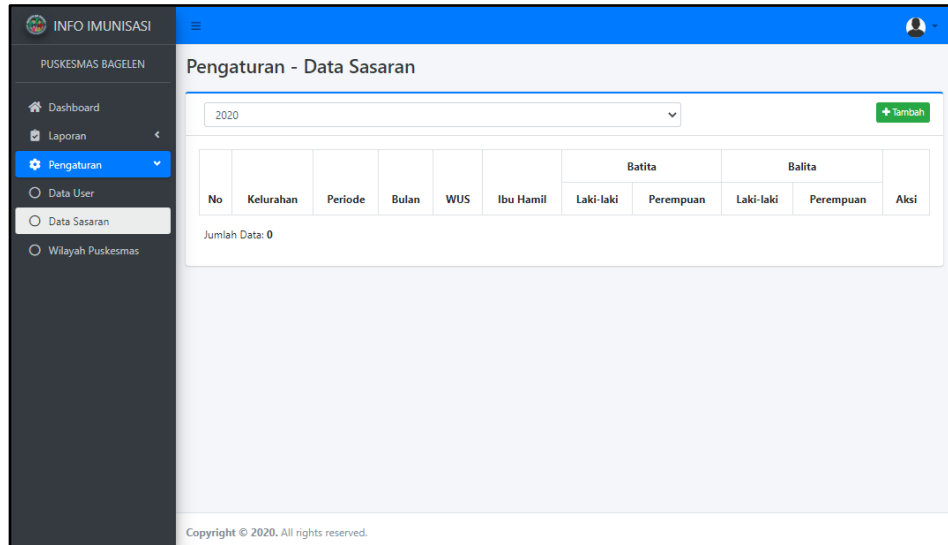 INFO IMUNISASI
PUSKESMAS BAGELEN
Dashboard
Laporan
Pengaturan
Data User
Data Sasaran
Wilayah Puskesmas
Pengaturan - Data Sasaran
2020
Tambah
Batita Balita
No Kelurahan Periode Bulan WUS Ibu Hamil Laki-laki Perempuan Laki-laki Perempuan Aksi
Jumlah Data: 0
Copyright © 2020. All rights reserved.